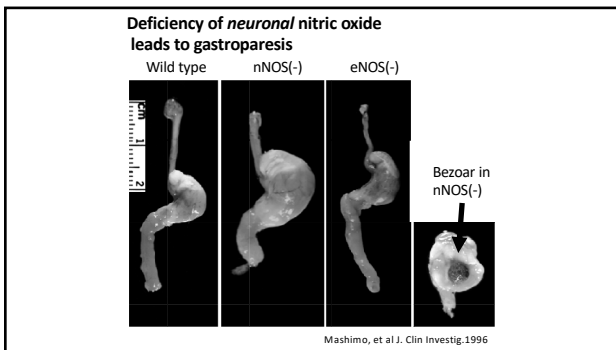 Deficiency of neuronal nitric oxide
leads to gastroparesis
Wild type
nNOS(-)
eNOS(-)
cm
1
2
Bezoar in
nNOS(-)
Mashimo, et al J. Clin Investig.1996